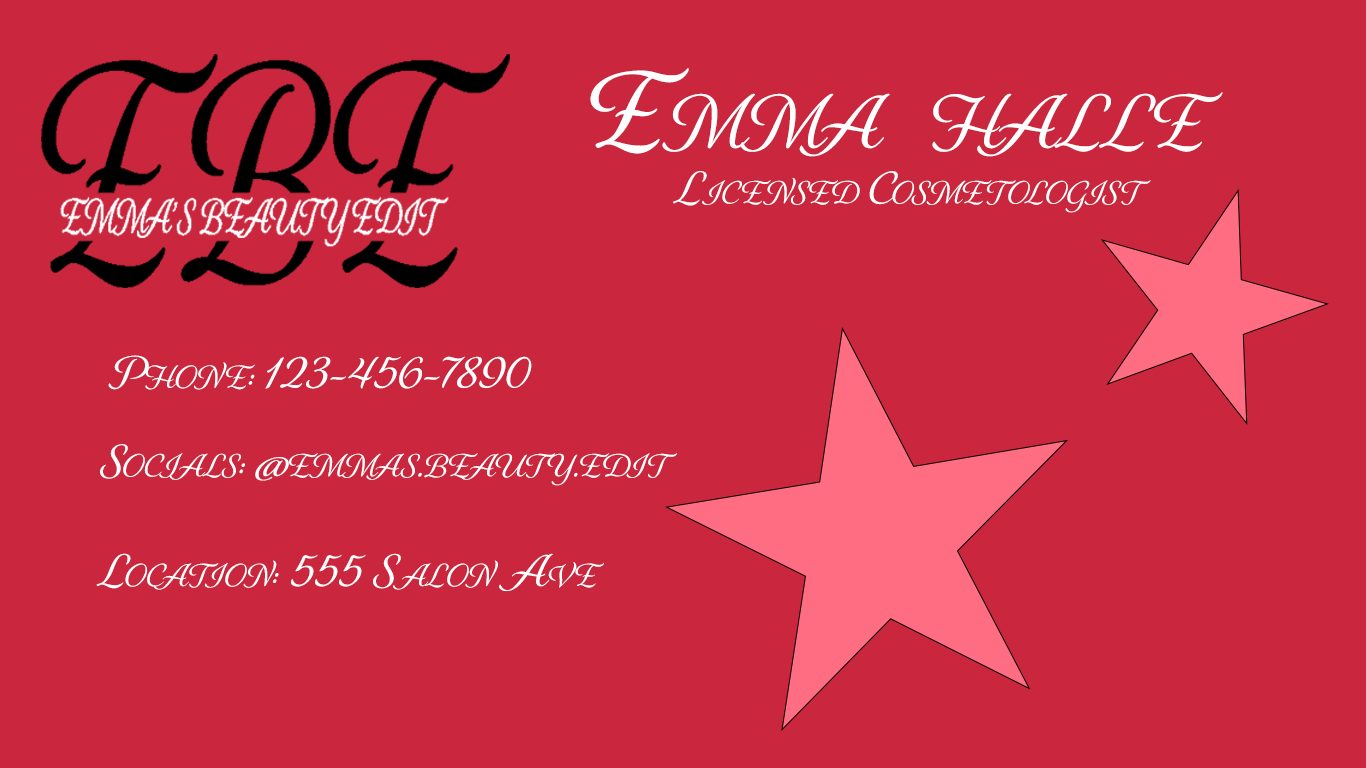 EBE
EMMA'S BEAUTY EDIT
EMMA HALLE
LICENSED COSMETOLOGIST
PHONE: 123-456-7890
SOCIALS: @EMMAS.BEAUTY.EDIT
LOCATION: 555 SALON AVE